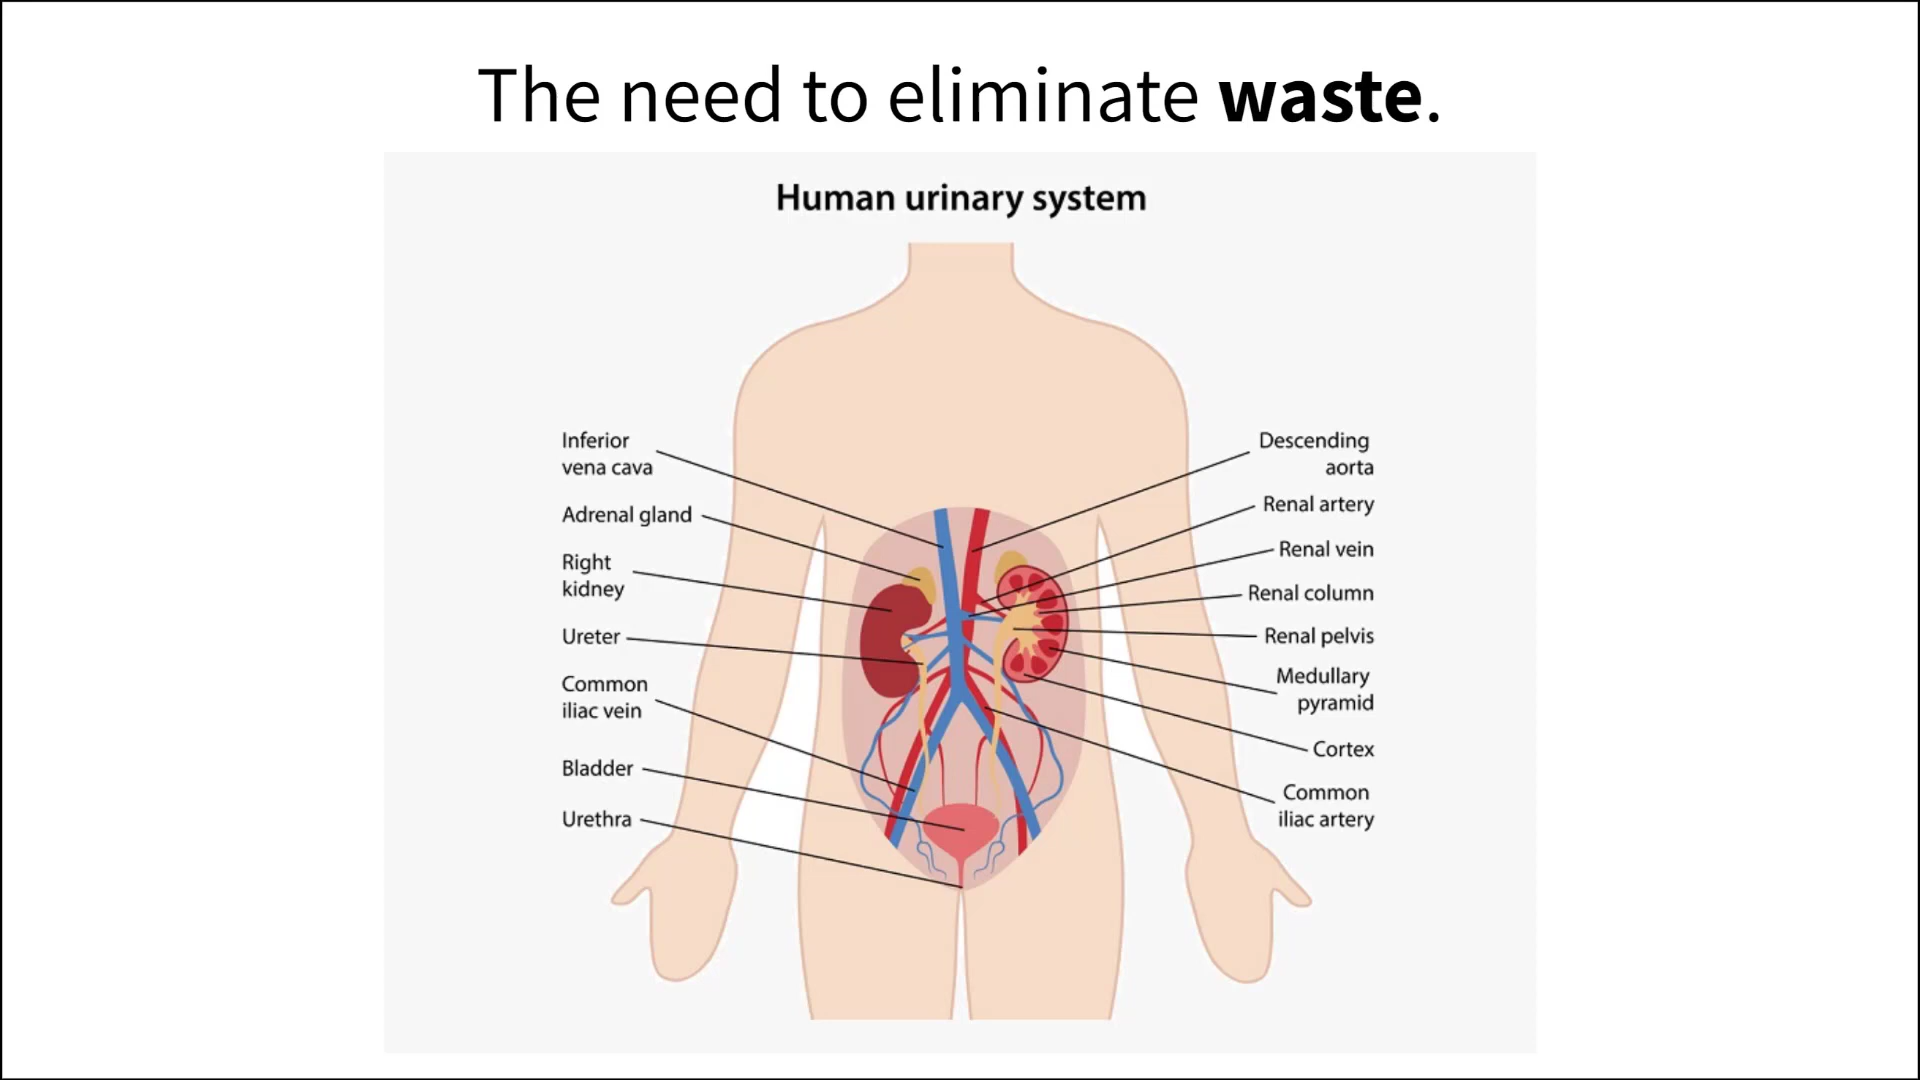 The need to eliminate waste.
Human urinary system
Inferior
vena cava
Adrenal gland
Right
kidney
Ureter
Common
iliac vein
Bladder
Urethra
Descending
aorta
Renal artery
Renal vein
Renal column
Renal pelvis
Medullary
pyramid
Cortex
Common
iliac artery